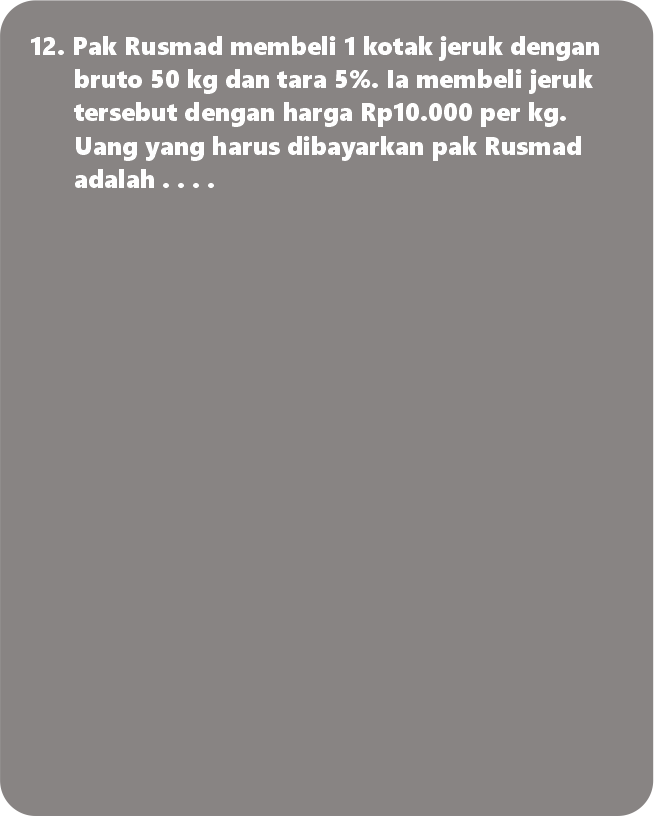 12. Pak Rusmad membeli 1 kotak jeruk dengan
bruto 50 kg dan tara 5%. Ia membeli jeruk
tersebut dengan harga Rp10.000 per kg.
Uang yang harus dibayarkan pak Rusmad
adalah . . . .